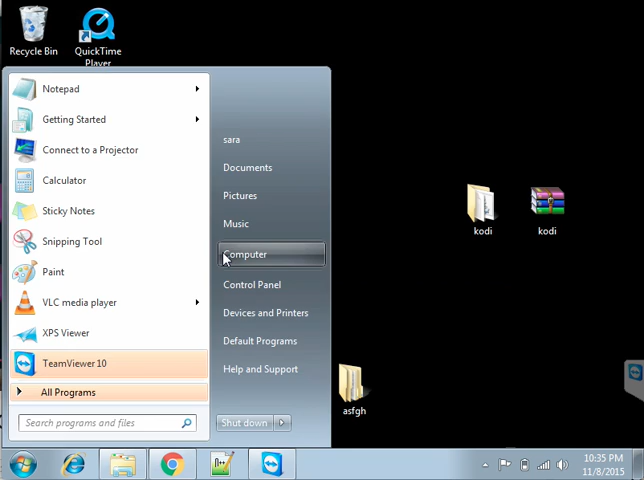 Recycle Bin
QuickTime
Player
Notepad
Getting Started
Connect to a Projector
Calculator
Sticky Notes
Snipping Tool
Paint
VLC media player
XPS Viewer
TeamViewer 10
All Programs
Search programs and files
sara
Documents
Pictures
Music
Computer
Control Panel
Devices and Printers
Default Programs
Help and Support
Shut down
kodi
kodi
asfgh
10:35 PM
11/8/2015